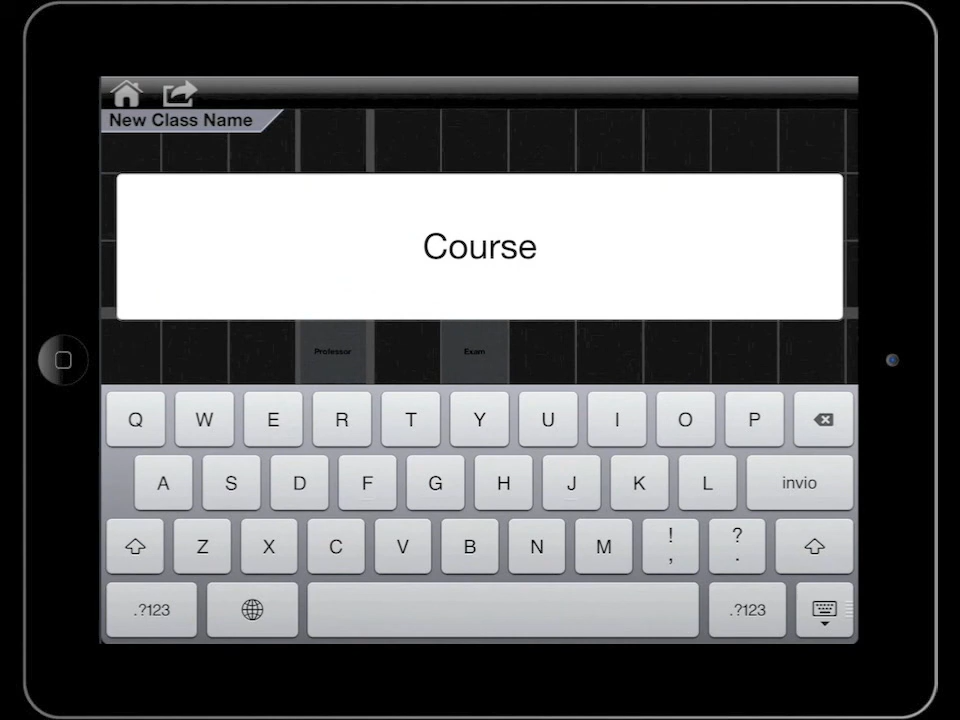 New Class Name
Course
Professor Exam
Q W E R T Y U I O P
A S D F G H J K L invio
Z X C V B N M ! , ? .
.?123 .?123